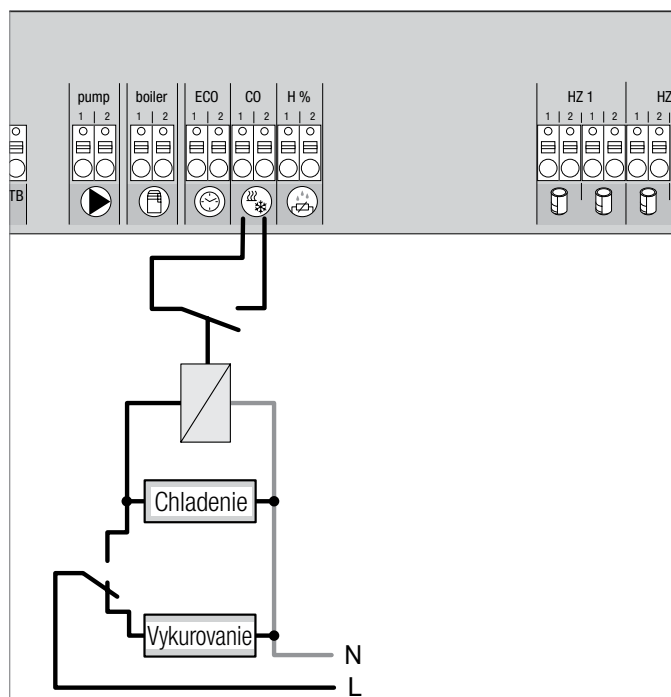 pump boiler ECO CO H % HZ 1 HZ
1 2 1 2 1 2 1 2 1 2 1 2 1 2 1 2
TB
Chladenie
Vykurovanie
N
L